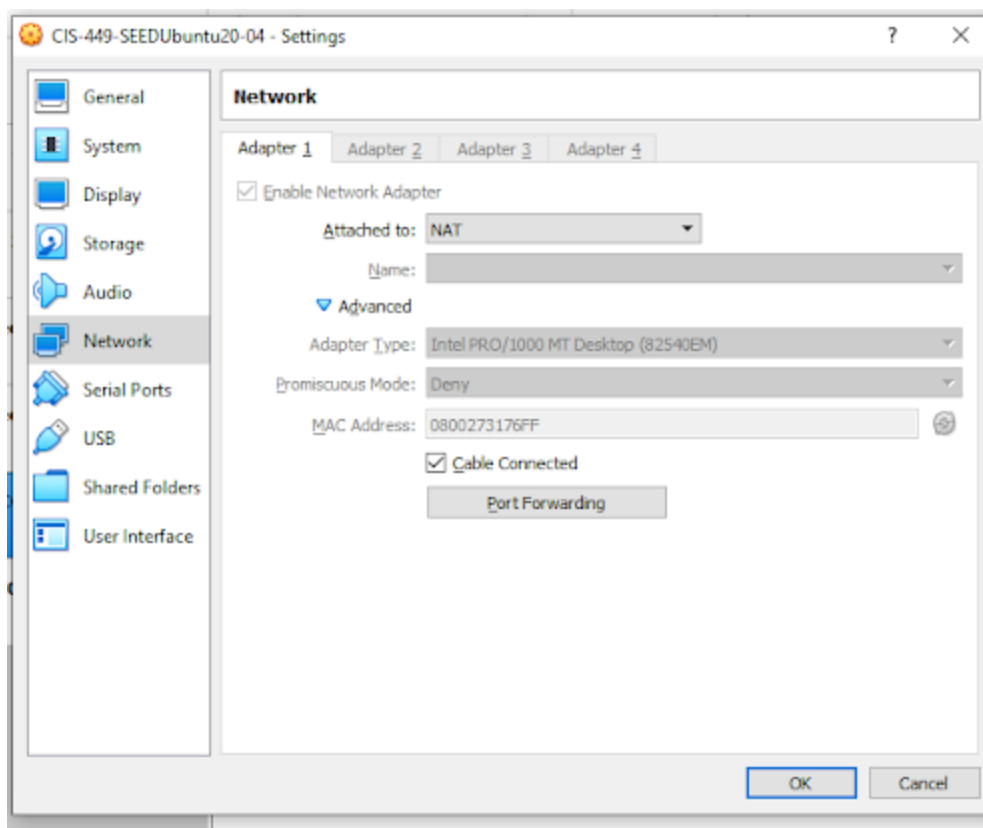 CIS-449-SEEDUbuntu20-04 - Settings
?
General
System
Display
Storage
Audio
Network
Serial Ports
USB
Shared Folders
User Interface
Network
Adapter 1 Adapter 2 Adapter 3 Adapter 4
Enable Network Adapter
Attached to: NAT
Name:
Advanced
Adapter Type: Intel PRO/1000 MT Desktop (82540EM)
Promiscuous Mode: Deny
MAC Address: 0800273176FF
Cable Connected
Port Forwarding
OK Cancel